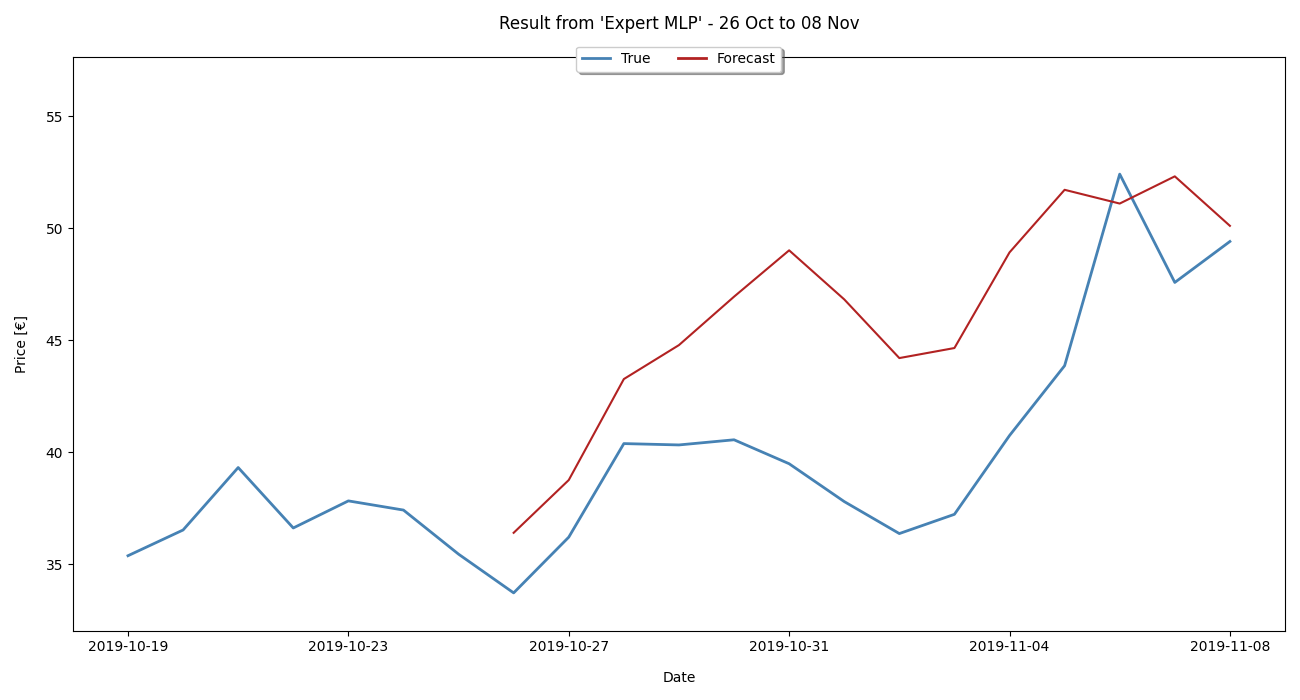 Result from 'Expert MLP' - 26 Oct to 08 Nov
True Forecast
55
50
45
40
35
Price [€]
2019-10-19 2019-10-23 2019-10-27 2019-10-31 2019-11-04 2019-11-08
Date